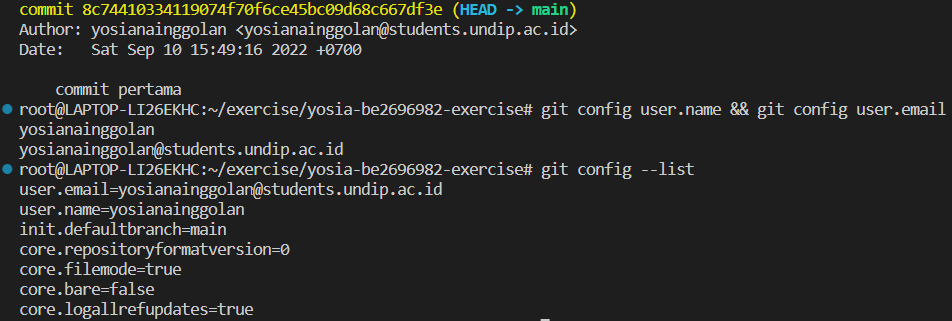 commit 8c74410334119074f70f6ce45bc09d68c667df3e (HEAD -> main)
Author: yosianainggolan <yosianainggolan@students.undip.ac.id>
Date:   Sat Sep 10 15:49:16 2022 +0700
    commit pertama
root@LAPTOP-LI26EKHC:~/exercise/yosia-be2696982-exercise# git config user.name && git config user.email
yosianainggolan
yosianainggolan@students.undip.ac.id
root@LAPTOP-LI26EKHC:~/exercise/yosia-be2696982-exercise# git config --list
user.email=yosianainggolan@students.undip.ac.id
user.name=yosianainggolan
init.defaultbranch=main
core.repositoryformatversion=0
core.filemode=true
core.bare=false
core.logallrefupdates=true